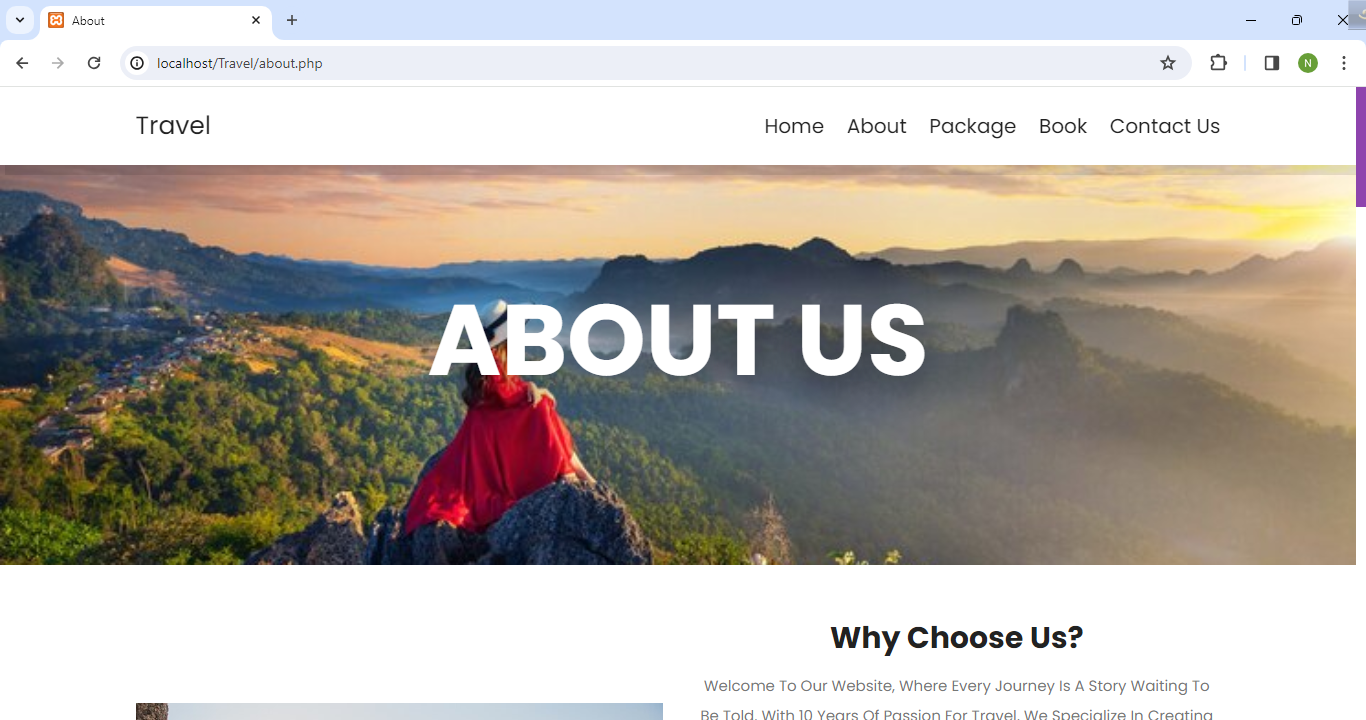 About
localhost/Travel/about.php
N
Travel
Home About Package Book Contact Us
ABOUT US
Why Choose Us?
Welcome To Our Website, Where Every Journey Is A Story Waiting To
Be Told. With 10 Years Of Passion For Travel, We Specialize In Creating